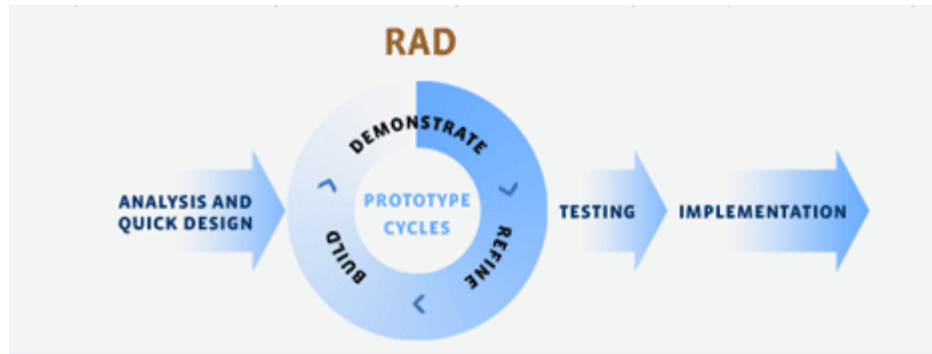 RAD
ANALYSIS AND
QUICK DESIGN
DEMONSTRATE
REFINE
BUILD
PROTOTYPE
CYCLES
TESTING
IMPLEMENTATION